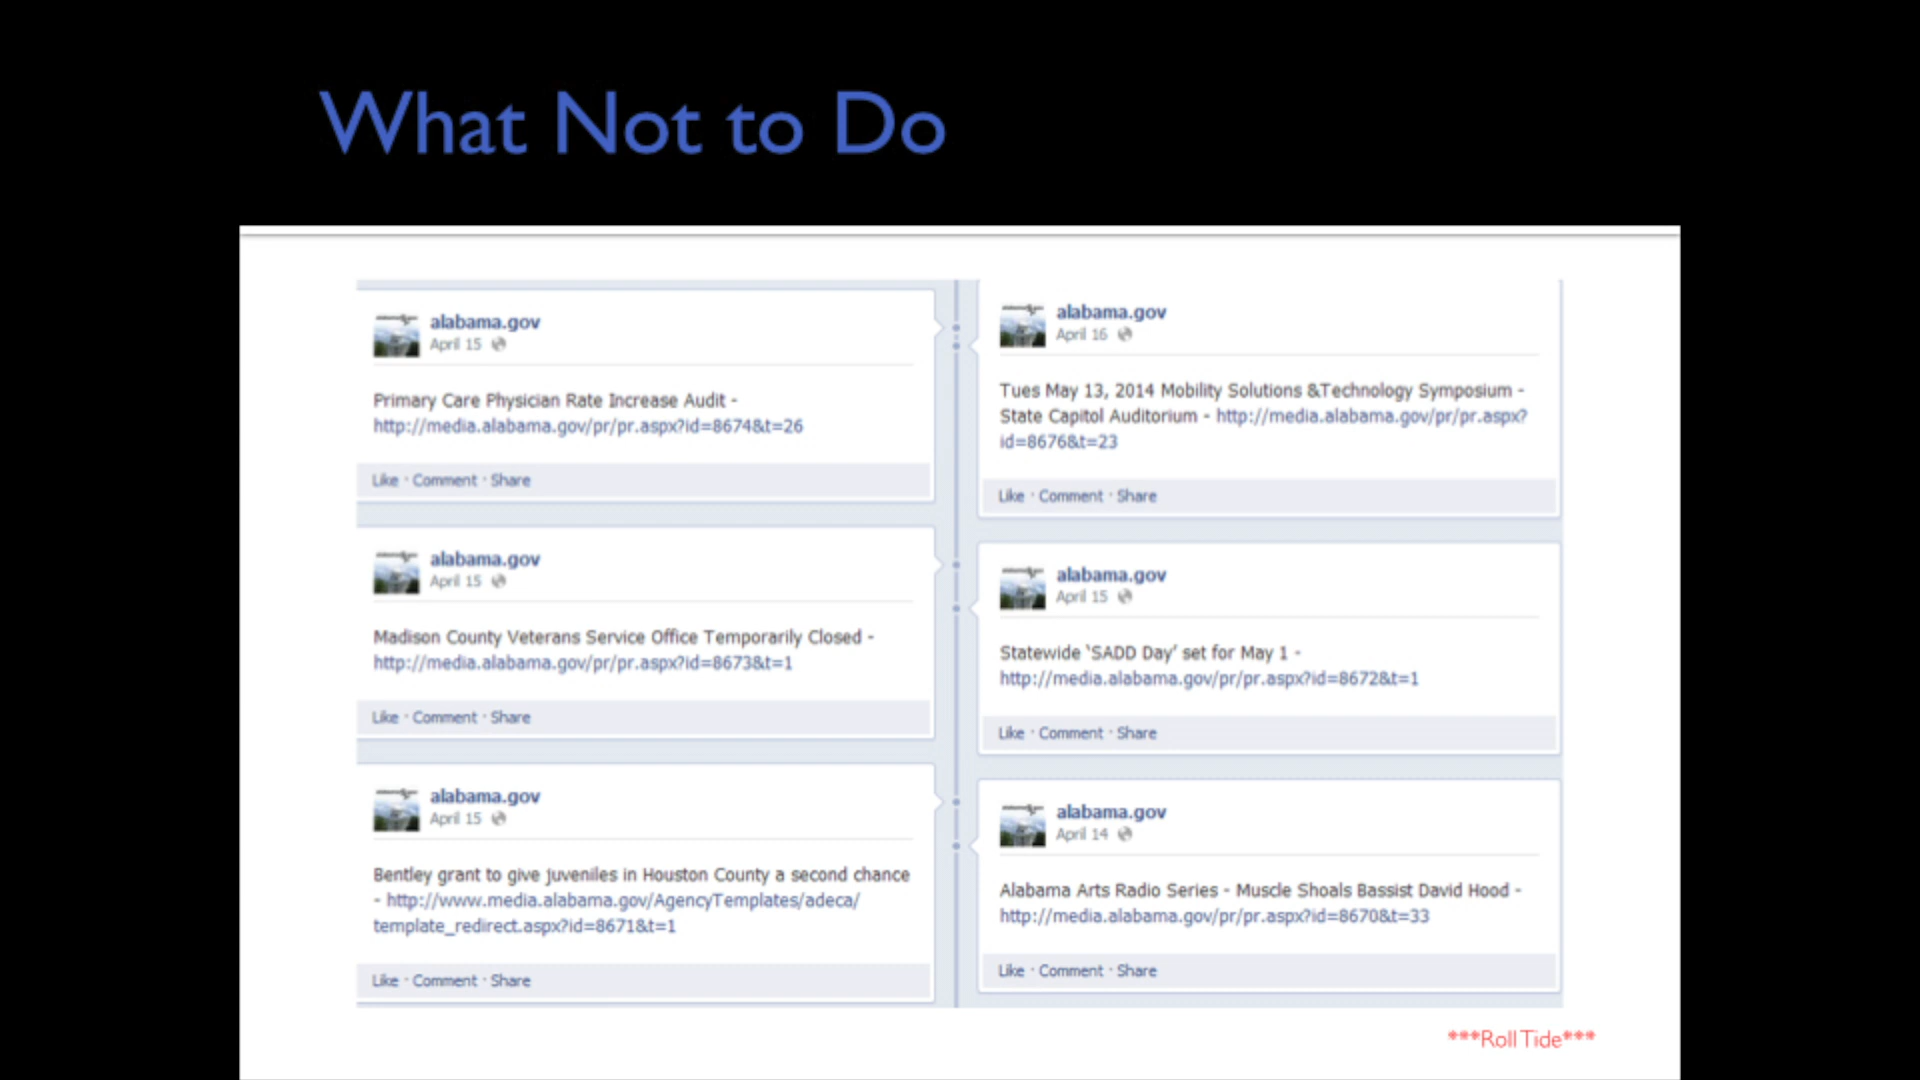 What Not to Do
alabama.gov
April 15
Primary Care Physician Rate Increase Audit -
http://media.alabama.gov/pr/pr.aspx?id=8674&t=26
Like · Comment · Share
alabama.gov
April 15
Madison County Veterans Service Office Temporarily Closed -
http://media.alabama.gov/pr/pr.aspx?id=8673&t=1
Like · Comment · Share
alabama.gov
April 15
Bentley grant to give juveniles in Houston County a second chance
- http://www.media.alabama.gov/AgencyTemplates/adeca/
template_redirect.aspx?id=8671&t=1
Like · Comment · Share
alabama.gov
April 16
Tues May 13, 2014 Mobility Solutions &Technology Symposium -
State Capitol Auditorium - http://media.alabama.gov/pr/pr.aspx?
id=8676&t=23
Like · Comment · Share
alabama.gov
April 15
Statewide ‘SADD Day’ set for May 1 -
http://media.alabama.gov/pr/pr.aspx?id=8672&t=1
Like · Comment · Share
alabama.gov
April 14
Alabama Arts Radio Series - Muscle Shoals Bassist David Hood -
http://media.alabama.gov/pr/pr.aspx?id=8670&t=33
Like · Comment · Share
***Roll Tide***